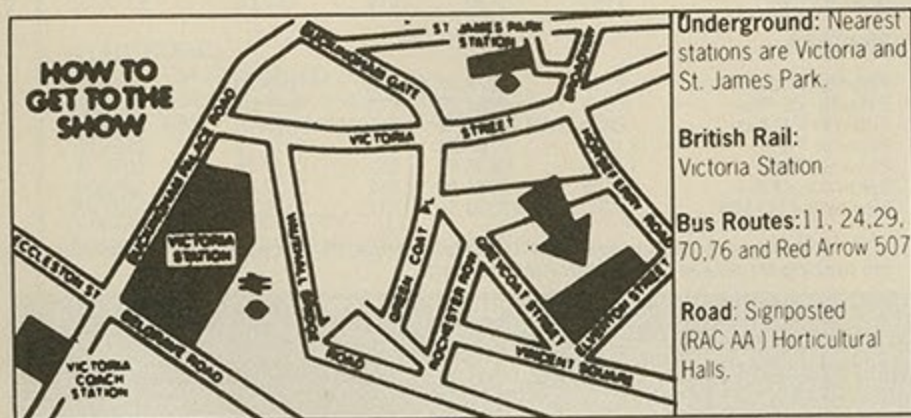 HOW TO
GET TO THE
SHOW
BUCKINGHAM GATE
ST JAMES PARK
STATION
BROADWAY
BUCKINGHAM PALACE ROAD
VICTORIA STREET
HORSEFERRY ROAD
ECCLESTON ST
VICTORIA
STATION
VAUXHALL BRIDGE
ROAD
GREEN COAT PL
ROCHESTER ROW
GREYCOAT STREET
ELVERTON STREET
VINCENT SQUARE
BELGRAVE ROAD
VICTORIA
COACH
STATION
Underground: Nearest
stations are Victoria and
St. James Park.
British Rail:
Victoria Station
Bus Routes:11, 24,29,
70,76 and Red Arrow 507
Road: Signposted
(RAC AA ) Horticultural
Halls.